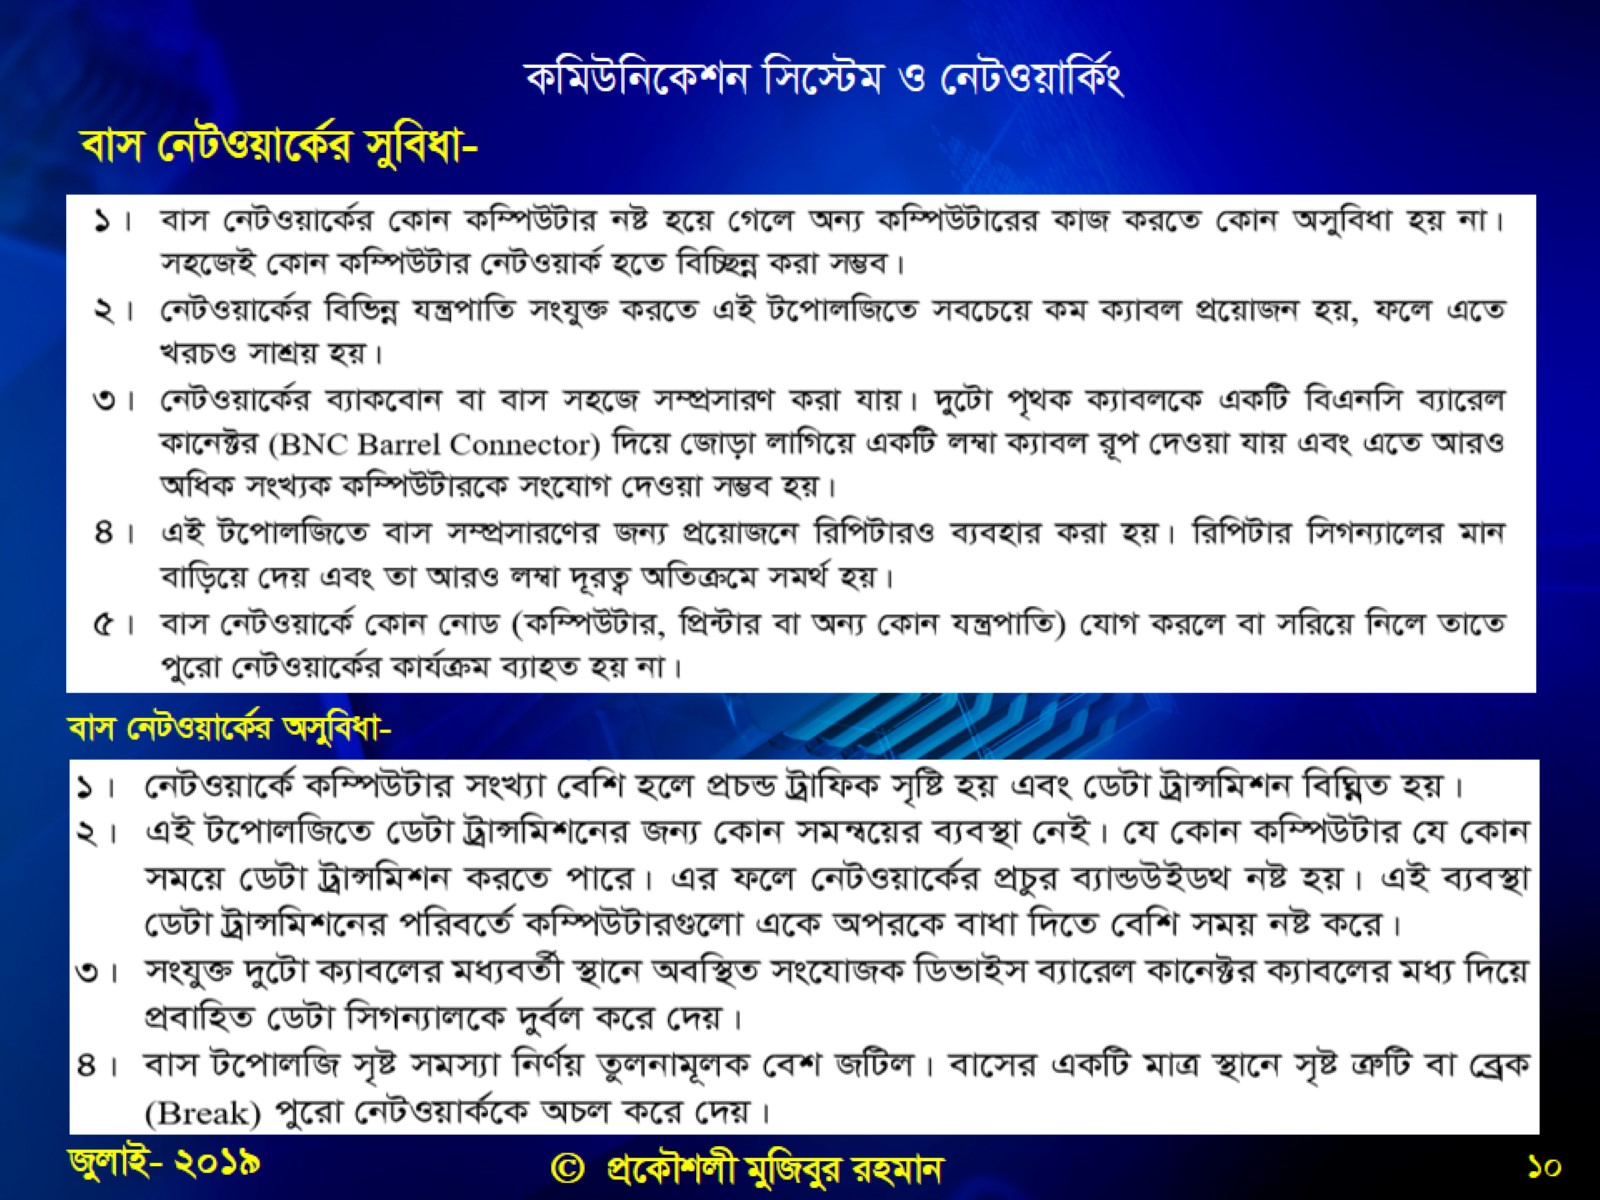 কমিউনিকেশন সিস্টেম ও নেটওয়ার্কিং
বাস নেটওয়ার্কের সুবিধা-
১। বাস নেটওয়ার্কের কোন কম্পিউটার নষ্ট হয়ে গেলে অন্য কম্পিউটারের কাজ করতে কোন অসুবিধা হয় না।
সহজেই কোন কম্পিউটার নেটওয়ার্ক হতে বিচ্ছিন্ন করা সম্ভব।
২। নেটওয়ার্কের বিভিন্ন যন্ত্রপাতি সংযুক্ত করতে এই টপোলজিতে সবচেয়ে কম ক্যাবল প্রয়োজন হয়, ফলে এতে
খরচও সাশ্রয় হয়।
৩। নেটওয়ার্কের ব্যাকবোন বা বাস সহজে সম্প্রসারণ করা যায়। দুটো পৃথক ক্যাবলকে একটি বিএনসি ব্যারেল
কানেক্টর (BNC Barrel Connector) দিয়ে জোড়া লাগিয়ে একটি লম্বা ক্যাবল রূপ দেওয়া যায় এবং এতে আরও
অধিক সংখ্যক কম্পিউটারকে সংযোগ দেওয়া সম্ভব হয়।
৪। এই টপোলজিতে বাস সম্প্রসারণের জন্য প্রয়োজনে রিপিটারও ব্যবহার করা হয়। রিপিটার সিগন্যালের মান
বাড়িয়ে দেয় এবং তা আরও লম্বা দূরত্ব অতিক্রমে সমর্থ হয়।
৫। বাস নেটওয়ার্কে কোন নোড (কম্পিউটার, প্রিন্টার বা অন্য কোন যন্ত্রপাতি) যোগ করলে বা সরিয়ে নিলে তাতে
পুরো নেটওয়ার্কের কার্যক্রম ব্যাহত হয় না।
বাস নেটওয়ার্কের অসুবিধা-
১। নেটওয়ার্কে কম্পিউটার সংখ্যা বেশি হলে প্রচন্ড ট্রাফিক সৃষ্টি হয় এবং ডেটা ট্রান্সমিশন বিঘ্নিত হয়।
২। এই টপোলজিতে ডেটা ট্রান্সমিশনের জন্য কোন সমন্বয়ের ব্যবস্থা নেই। যে কোন কম্পিউটার যে কোন
সময়ে ডেটা ট্রান্সমিশন করতে পারে। এর ফলে নেটওয়ার্কের প্রচুর ব্যান্ডউইডথ নষ্ট হয়। এই ব্যবস্থা
ডেটা ট্রান্সমিশনের পরিবর্তে কম্পিউটারগুলো একে অপরকে বাধা দিতে বেশি সময় নষ্ট করে।
৩। সংযুক্ত দুটো ক্যাবলের মধ্যবর্তী স্থানে অবস্থিত সংযোজক ডিভাইস ব্যারেল কানেক্টর ক্যাবলের মধ্য দিয়ে
প্রবাহিত ডেটা সিগন্যালকে দুর্বল করে দেয়।
৪। বাস টপোলজি সৃষ্ট সমস্যা নির্ণয় তুলনামূলক বেশ জটিল। বাসের একটি মাত্র স্থানে সৃষ্ট ত্রুটি বা ব্রেক
(Break) পুরো নেটওয়ার্ককে অচল করে দেয়।
জুলাই- ২০১৯
© প্রকৌশলী মুজিবুর রহমান
১০